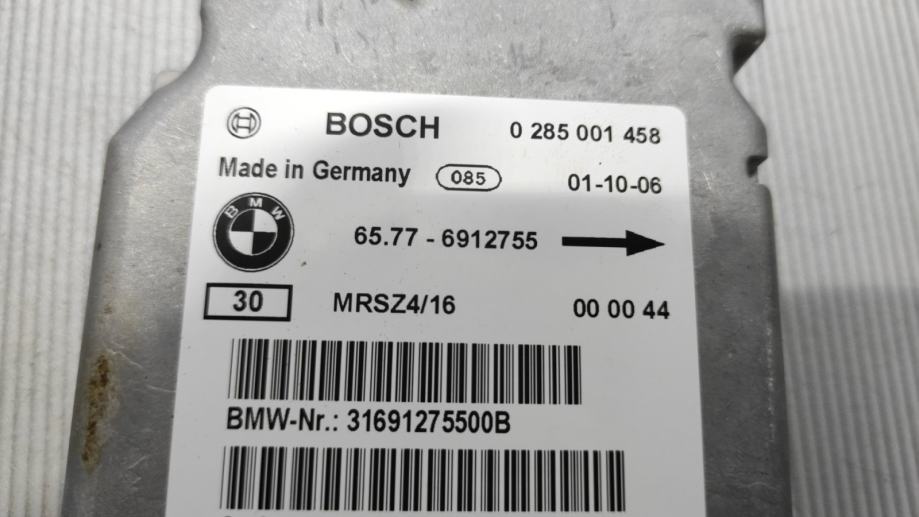 BOSCH 0 285 001 458
Made in Germany 085 01-10-06
BMW 65.77 - 6912755
30 MRSZ4/16 00 00 44
BMW-Nr.: 31691275500B